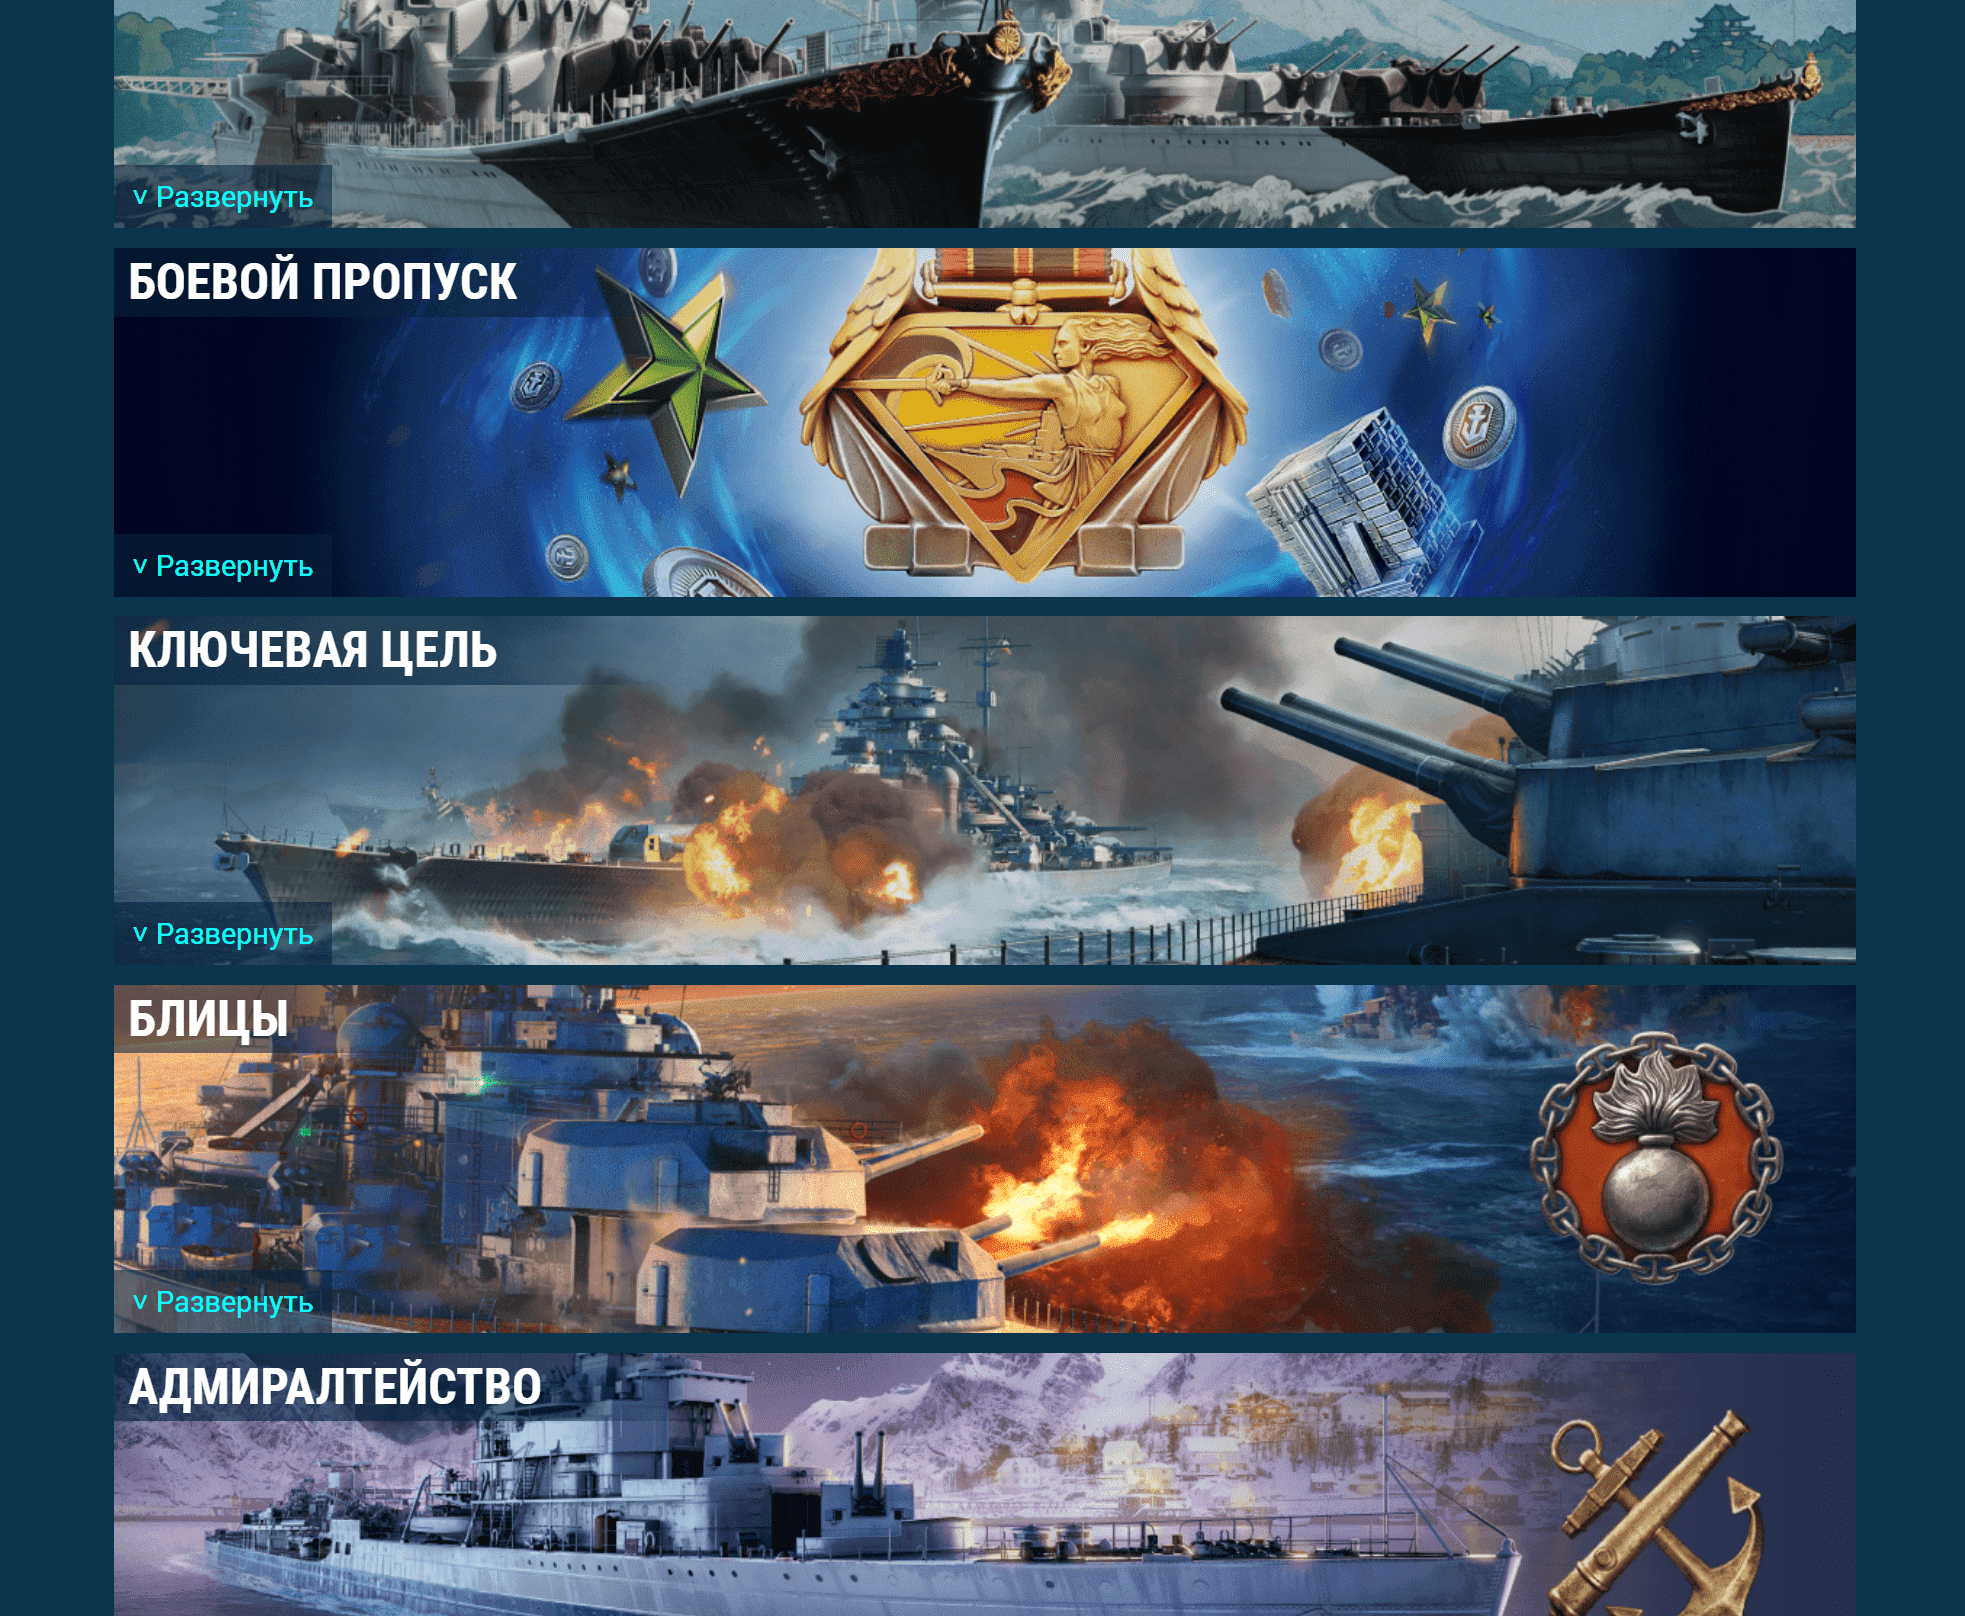 ˅ Развернуть
БОЕВОЙ ПРОПУСК
˅ Развернуть
КЛЮЧЕВАЯ ЦЕЛЬ
˅ Развернуть
БЛИЦЫ
˅ Развернуть
АДМИРАЛТЕЙСТВО